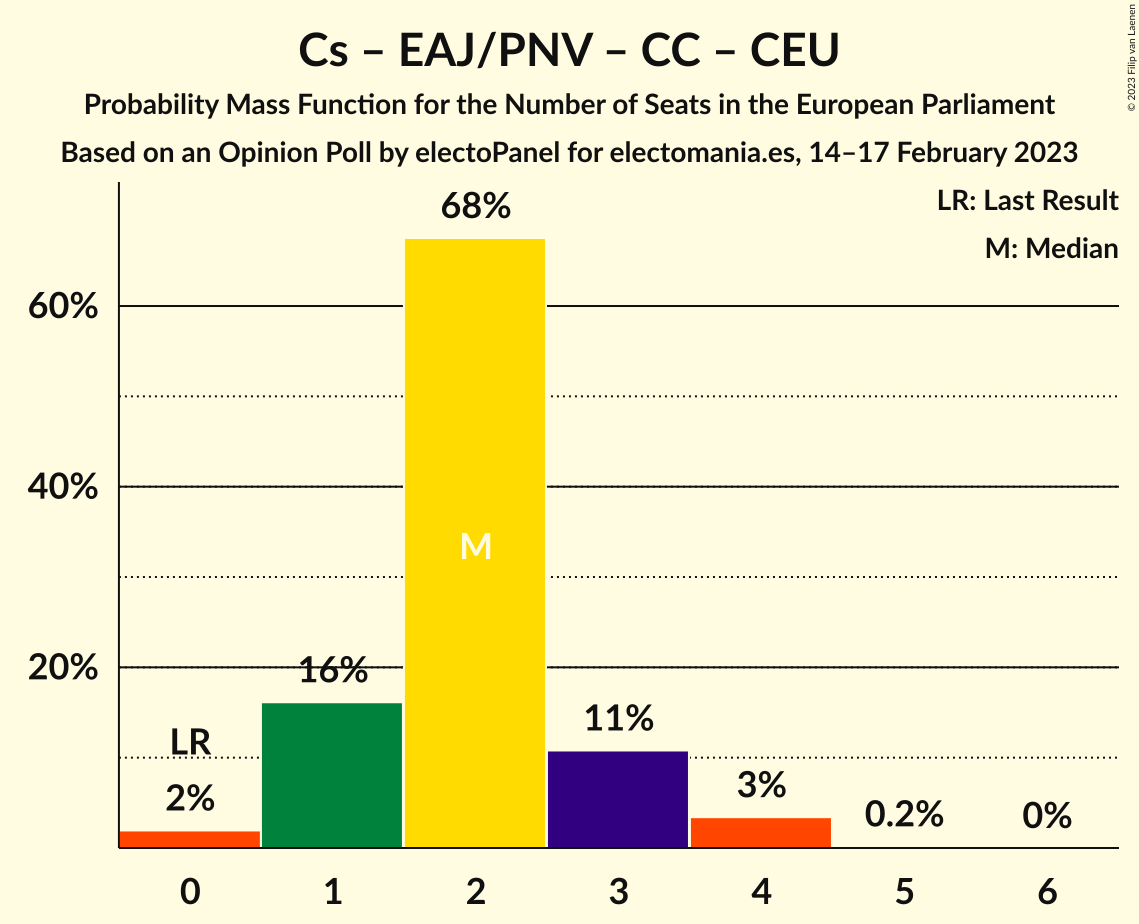 Cs – EAJ/PNV – CC – CEU
Probability Mass Function for the Number of Seats in the European Parliament
Based on an Opinion Poll by electoPanel for electomania.es, 14–17 February 2023
© 2023 Filip van Laenen
LR: Last Result
M: Median
68%
60%
40%
M
20%
16%
11%
LR
2%
3%
0.2%
0%
0 1 2 3 4 5 6